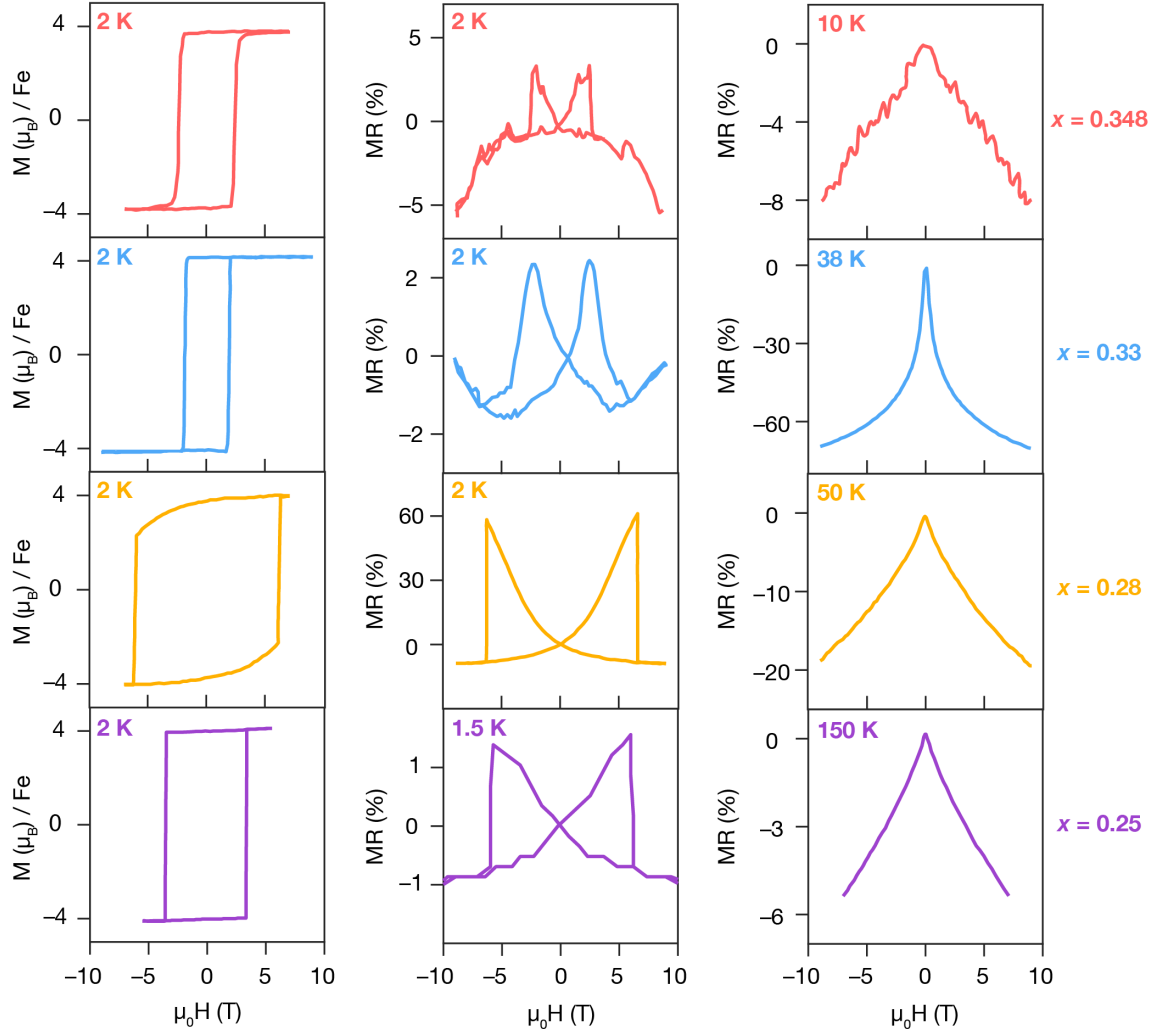 4
0
−4
M (μB) / Fe
2 K
5
0
−5
MR (%)
2 K
0
−4
−8
MR (%)
10 K
x = 0.348
4
0
−4
M (μB) / Fe
2 K
2
0
−2
MR (%)
2 K
0
−30
−60
MR (%)
38 K
x = 0.33
4
0
−4
M (μB) / Fe
2 K
60
30
0
MR (%)
2 K
0
−10
−20
MR (%)
50 K
x = 0.28
4
0
−4
M (μB) / Fe
2 K
1
0
−1
MR (%)
1.5 K
0
−3
−6
MR (%)
150 K
x = 0.25
−10 −5 0 5 10
−10 −5 0 5 10
−10 −5 0 5 10
μ0H (T)
μ0H (T)
μ0H (T)